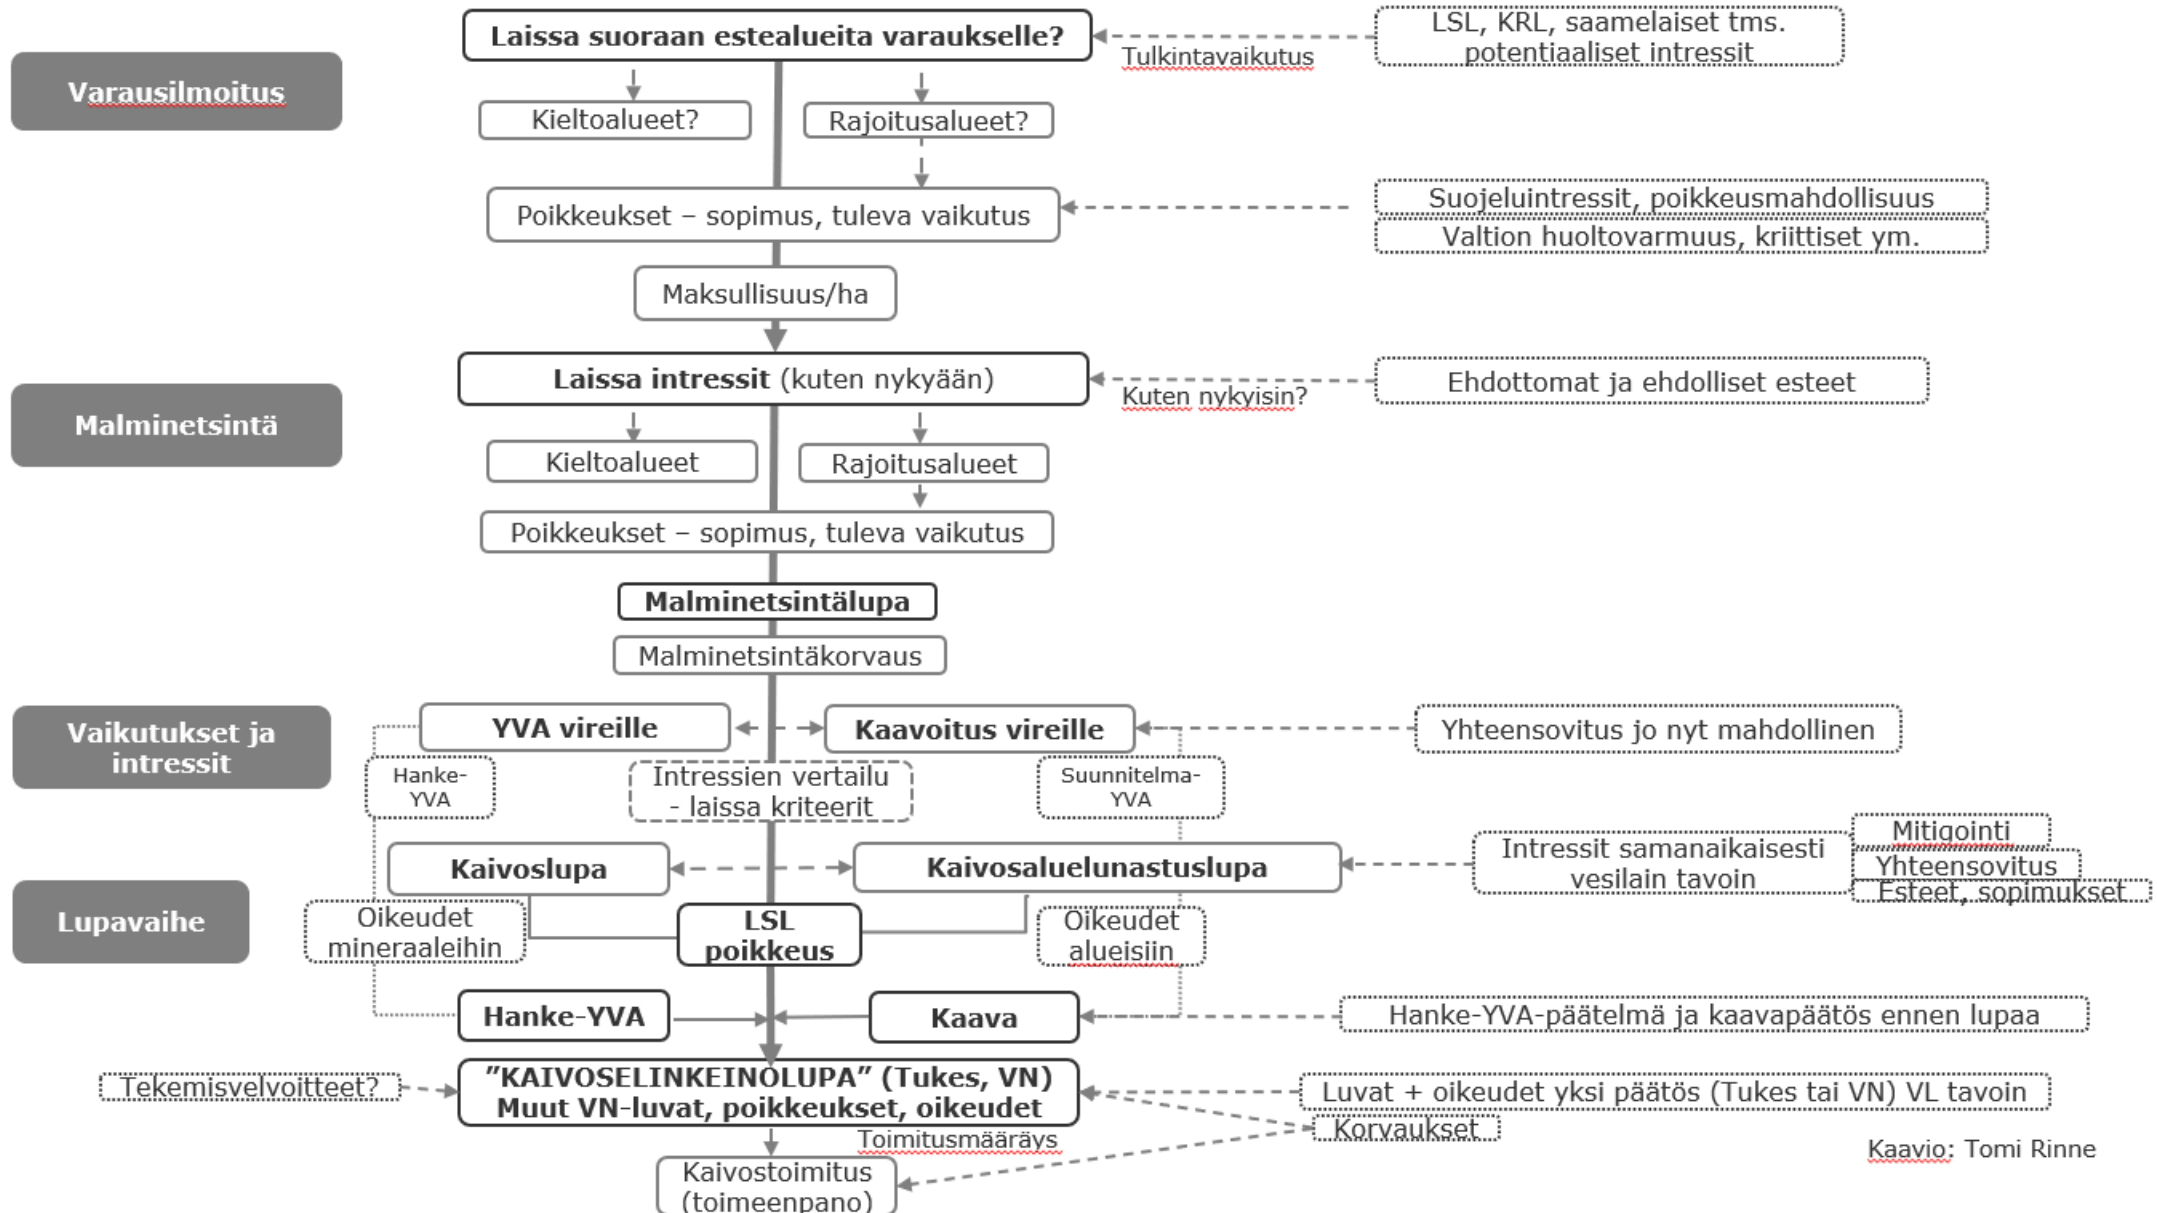 Laissa suoraan estealueita varaukselle?
LSL, KRL, saamelaiset tms.
potentiaaliset intressit
Tulkintavaikutus
Varausilmoitus
Kieltoalueet?
Rajoitusalueet?
Poikkeukset – sopimus, tuleva vaikutus
Suojeluintressit, poikkeusmahdollisuus
Valtion huoltovarmuus, kriittiset ym.
Maksullisuus/ha
Laissa intressit (kuten nykyään)
Ehdottomat ja ehdolliset esteet
Kuten nykyisin?
Malminetsintä
Kieltoalueet
Rajoitusalueet
Poikkeukset – sopimus, tuleva vaikutus
Malminetsintälupa
Malminetsintäkorvaus
Vaikutukset ja
intressit
YVA vireille
Kaavoitus vireille
Yhteensovitus jo nyt mahdollinen
Hanke-
YVA
Intressien vertailu
- laissa kriteerit
Suunnitelma-
YVA
Kaivoslupa
Kaivosaluelunastuslupa
Intressit samanaikaisesti
vesilain tavoin
Mitigointi
Yhteensovitus
Esteet, sopimukset
Lupavaihe
Oikeudet
mineraaleihin
LSL
poikkeus
Oikeudet
alueisiin
Hanke-YVA
Kaava
Hanke-YVA-päätelmä ja kaavapäätös ennen lupaa
Tekemisvelvoitteet?
”KAIVOSELINKEINOLUPA” (Tukes, VN)
Muut VN-luvat, poikkeukset, oikeudet
Luvat + oikeudet yksi päätös (Tukes tai VN) VL tavoin
Korvaukset
Toimitusmääräys
Kaavio: Tomi Rinne
Kaivostoimitus
(toimeenpano)